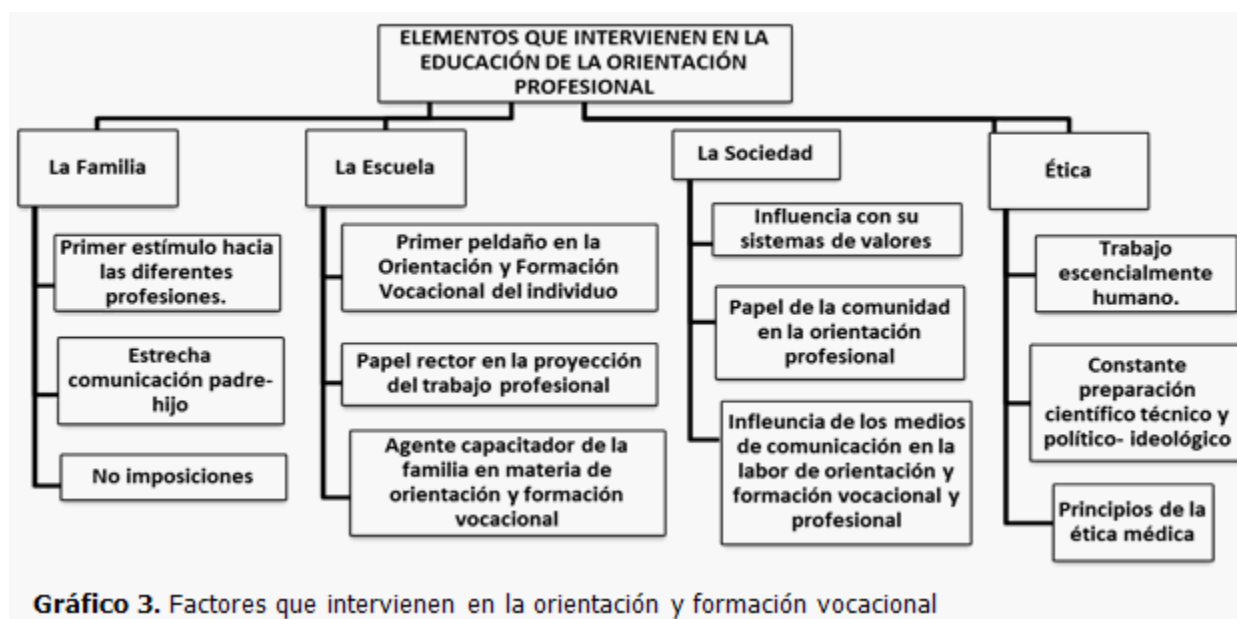 ELEMENTOS QUE INTERVIENEN EN LA
EDUCACIÓN DE LA ORIENTACIÓN
PROFESIONAL
La Familia
Primer estímulo hacia
las diferentes
profesiones.
Estrecha
comunicación padre-
hijo
No imposiciones
La Escuela
Primer peldaño en la
Orientación y Formación
Vocacional del individuo
Papel rector en la proyección
del trabajo profesional
Agente capacitador de la
familia en materia de
orientación y formación
vocacional
La Sociedad
Influencia con su
sistemas de valores
Papel de la comunidad
en la orientación
profesional
Infleuncia de los medios
de comunicación en la
labor de orientación y
formación vocacional y
profesional
Ética
Trabajo
escencialmente
humano.
Constante
preparación
científico técnico y
político- ideológico
Principios de la
ética médica
Gráfico 3. Factores que intervienen en la orientación y formación vocacional